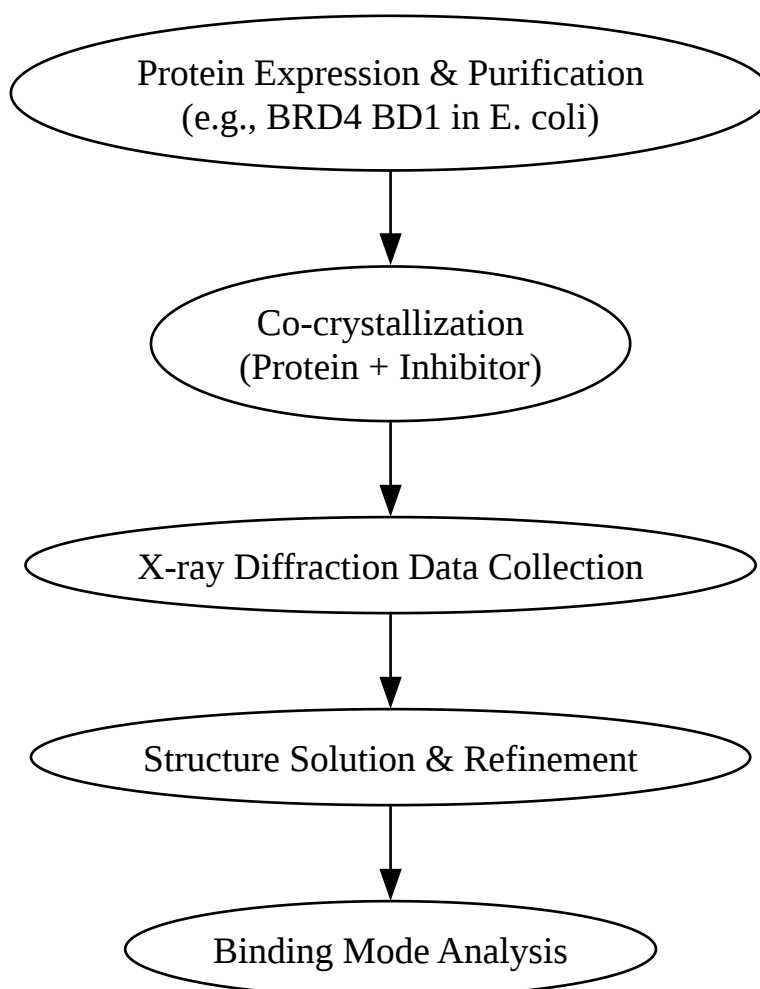 Protein Expression & Purification
(e.g., BRD4 BD1 in E. coli)
Co-crystallization
(Protein + Inhibitor)
X-ray Diffraction Data Collection
Structure Solution & Refinement
Binding Mode Analysis